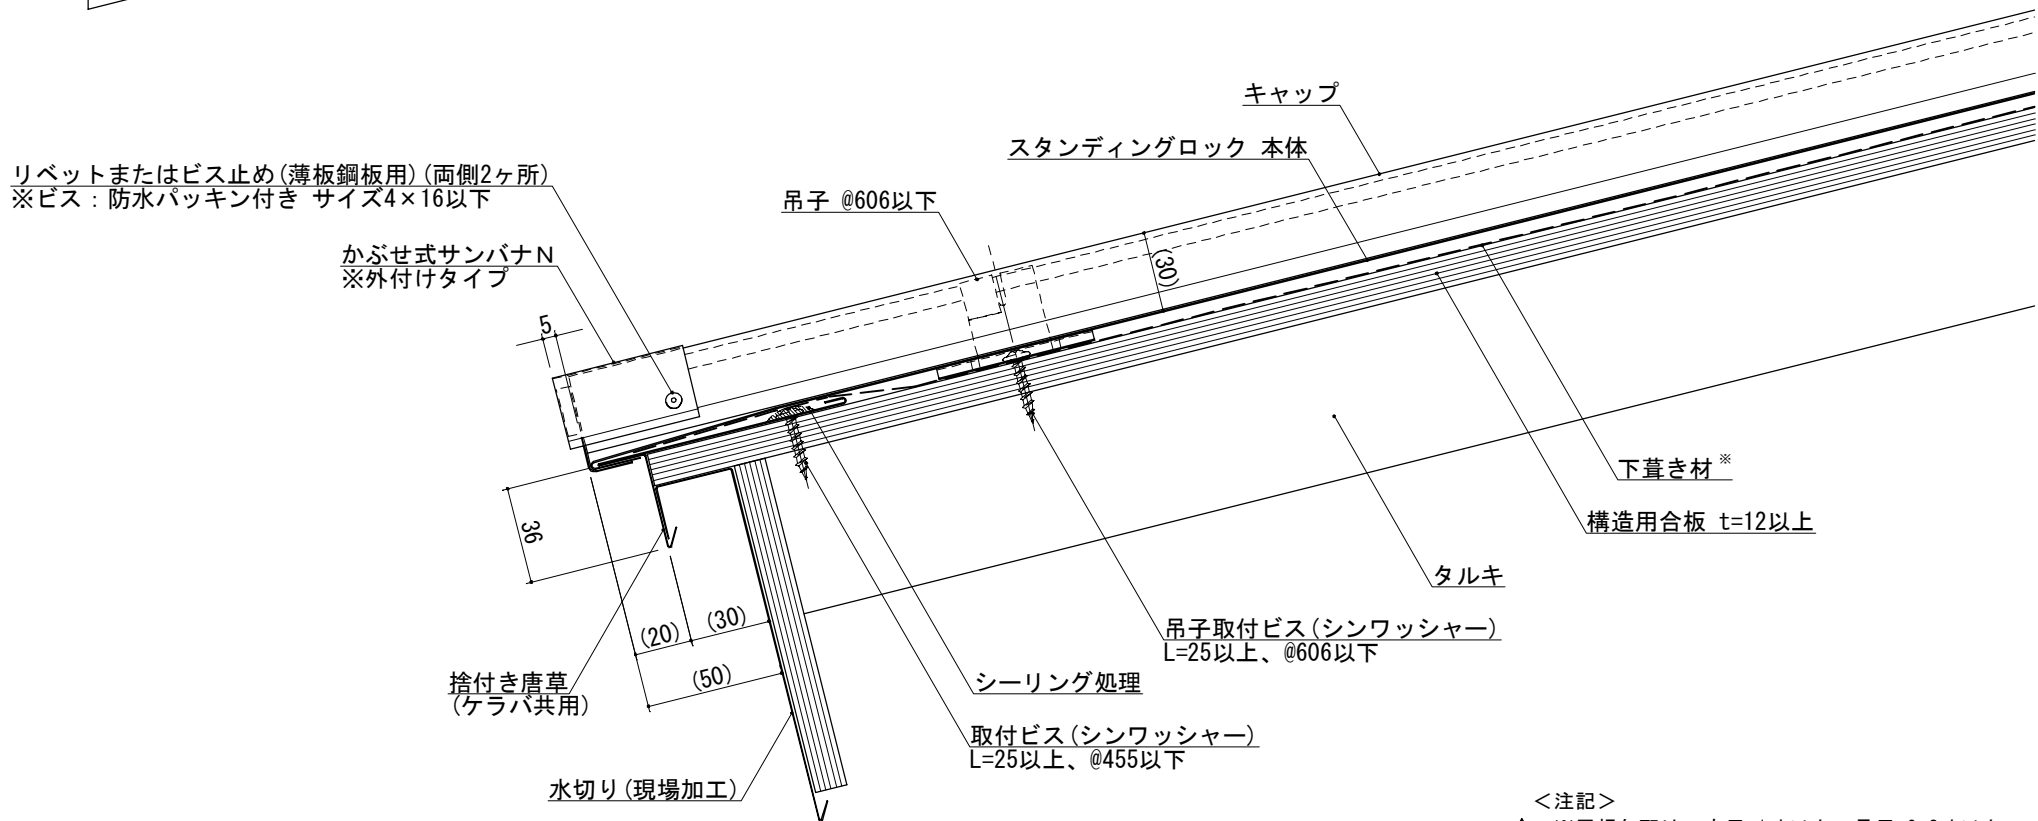 キャップ
スタンディングロック 本体
リベットまたはビス止め(薄板鋼板用)(両側2ヶ所)
※ビス：防水パッキン付き サイズ4×16以下
吊子 @606以下
かぶせ式サンバナN
※外付けタイプ
(30)
5
下葺き材※
36
構造用合板 t=12以上
タルキ
(20)
(30)
吊子取付ビス(シンワッシャー)
L=25以上、@606以下
(50)
シーリング処理
捨付き唐草
(ケラバ共用)
取付ビス(シンワッシャー)
L=25以上、@455以下
水切り(現場加工)
＜注記＞